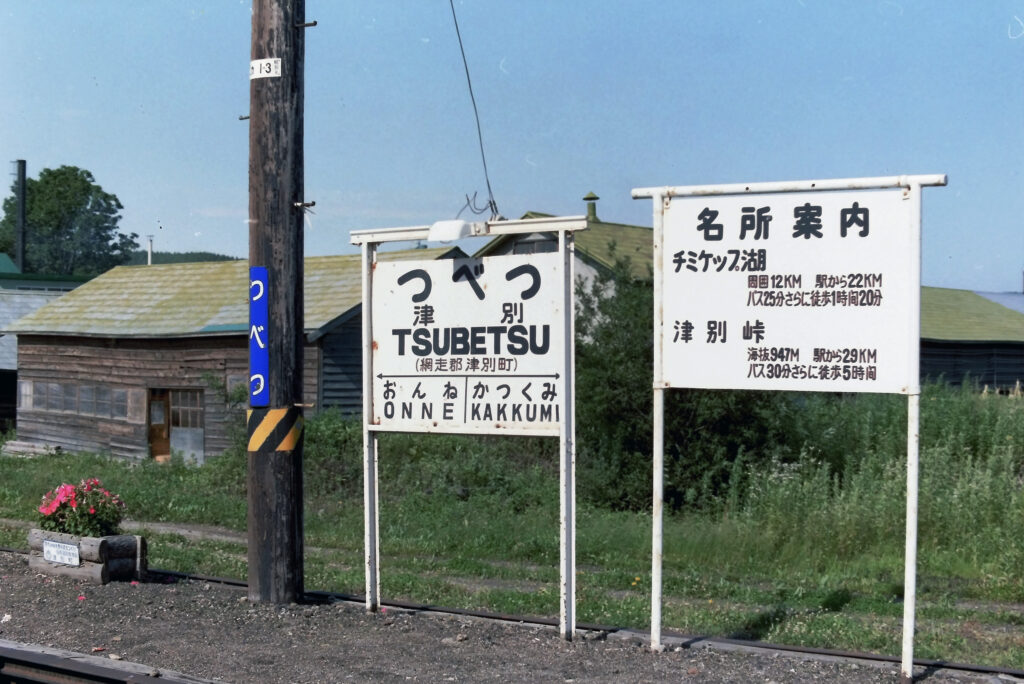 1·3
つべつ
つべつ
津別
TSUBETSU
(網走郡津別町)
おんね かつくみ
ONNE KAKKUMI
名所案内
チミケップ湖
周囲12KM 駅から22KM
バス25分さらに徒歩1時間20分
津別峠
海抜947M 駅から29KM
バス30分さらに徒歩5時間